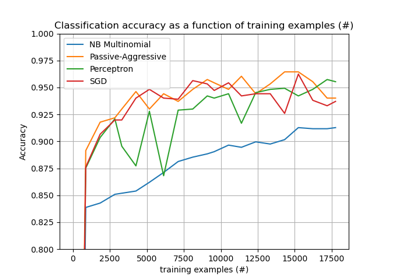 Classification accuracy as a function of training examples (#)
1.000
0.975
0.950
0.925
0.900
0.875
0.850
0.825
0.800
Accuracy
NB Multinomial
Passive-Aggressive
Perceptron
SGD
0 2500 5000 7500 10000 12500 15000 17500
training examples (#)